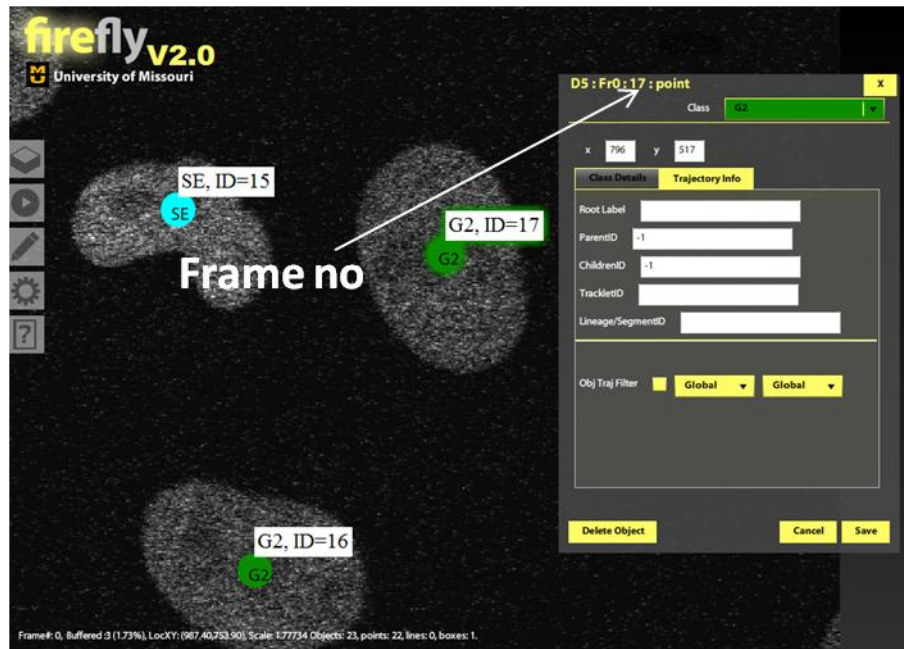 firefly V2.0
University of Missouri
D5 : Fr0 : 17 : point
X
Class
G2
x
796
y
517
Class Details
Trajectory Info
SE, ID=15
SE
G2, ID=17
G2
Frame no
Root Label
ParentID
-1
ChildrenID
-1
TrackletID
Lineage/SegmentID
?
Obj Traj Filter
Global
Global
Delete Object
Cancel
Save
G2, ID=16
G2
Frame#: 0, Buffered :3 (1.73%), LocXY: (987.40,753.90), Scale: 1.77734 Objects: 23, points: 22, lines: 0, boxes: 1.